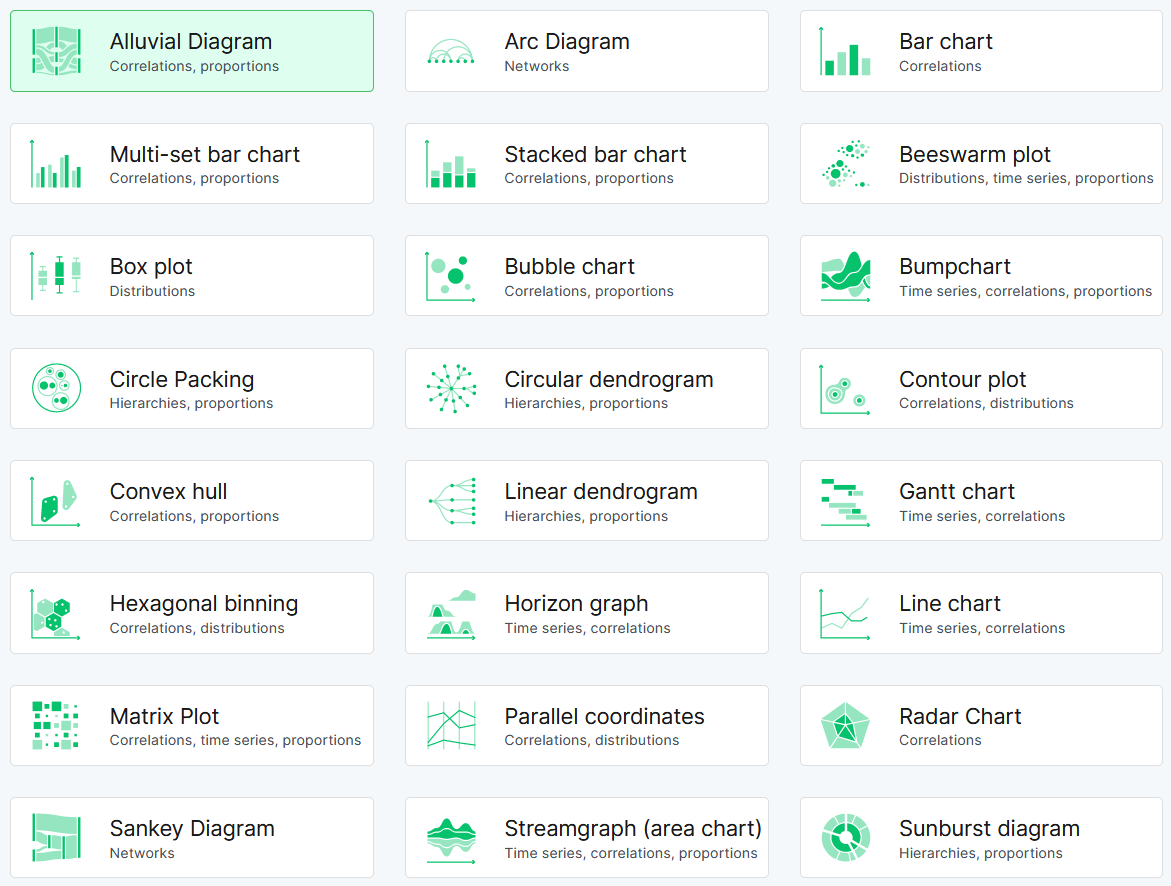 Alluvial Diagram
Correlations, proportions
Arc Diagram
Networks
Bar chart
Correlations
Multi-set bar chart
Correlations, proportions
Stacked bar chart
Correlations, proportions
Beeswarm plot
Distributions, time series, proportions
Box plot
Distributions
Bubble chart
Correlations, proportions
Bumpchart
Time series, correlations, proportions
Circle Packing
Hierarchies, proportions
Circular dendrogram
Hierarchies, proportions
Contour plot
Correlations, distributions
Convex hull
Correlations, proportions
Linear dendrogram
Hierarchies, proportions
Gantt chart
Time series, correlations
Hexagonal binning
Correlations, distributions
Horizon graph
Time series, correlations
Line chart
Time series, correlations
Matrix Plot
Correlations, time series, proportions
Parallel coordinates
Correlations, distributions
Radar Chart
Correlations
Sankey Diagram
Networks
Streamgraph (area chart)
Time series, correlations, proportions
Sunburst diagram
Hierarchies, proportions